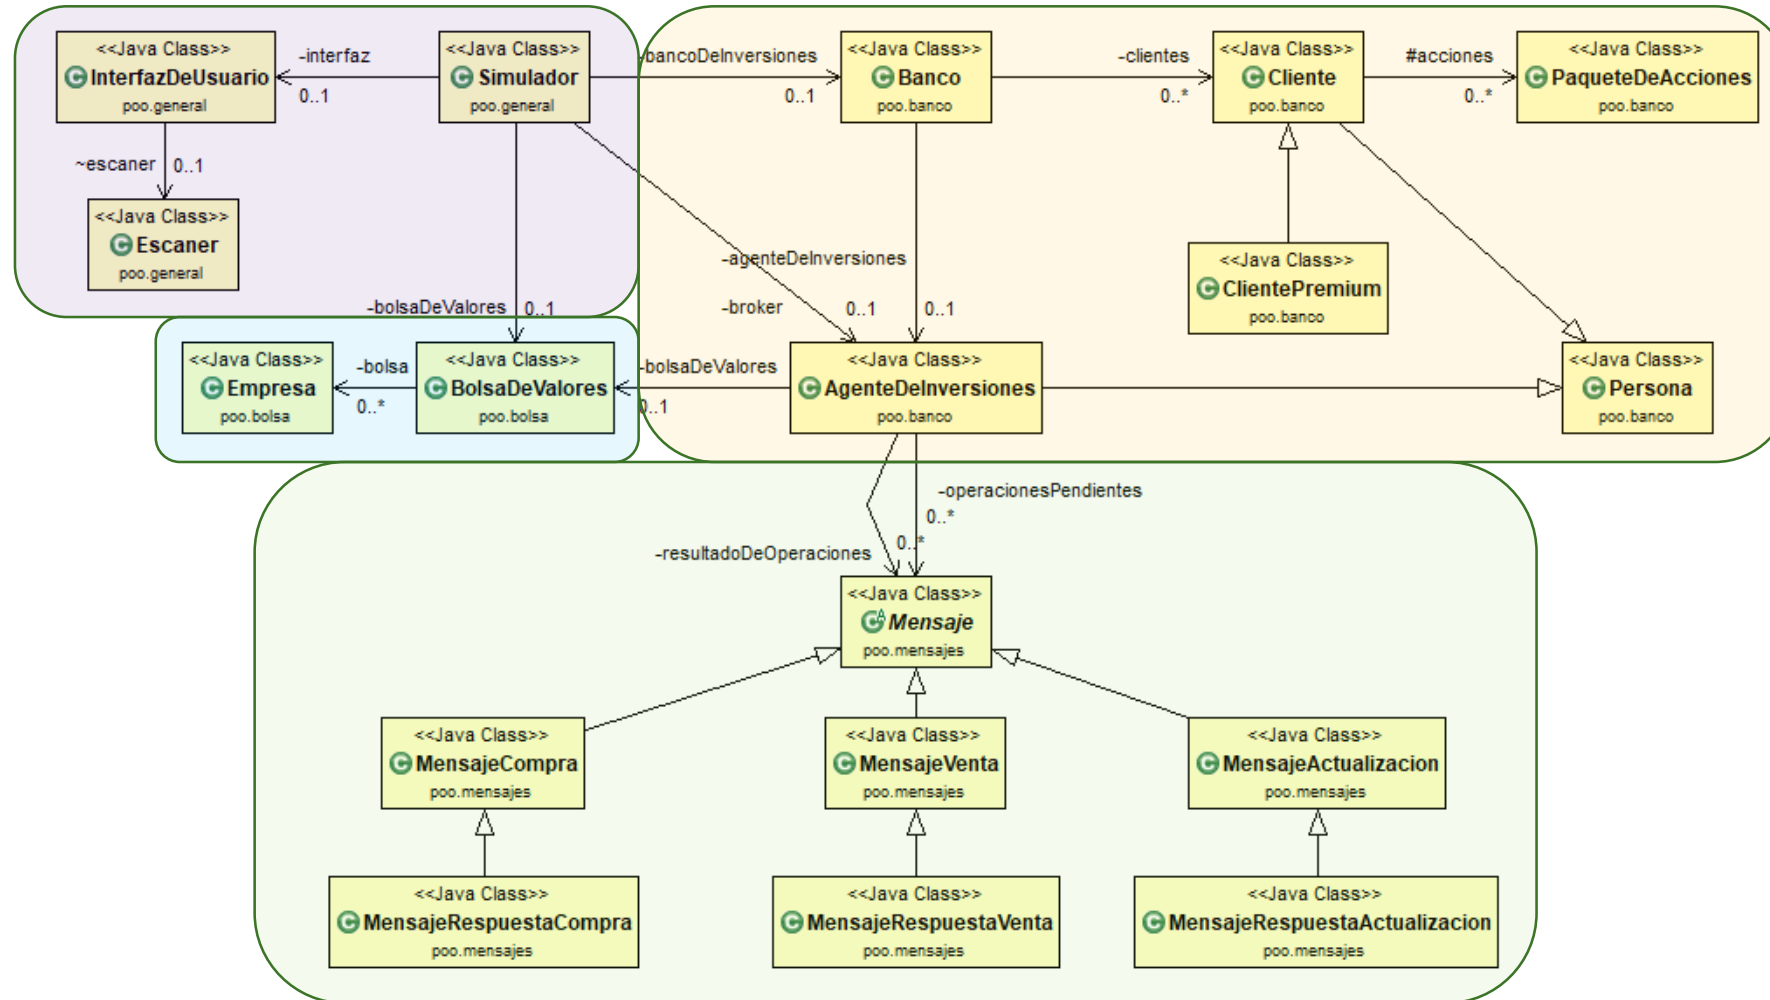 <<Java Class>>
InterfazDeUsuario
poo.general
-interfaz
0..1
<<Java Class>>
Simulador
poo.general
-bancoDeInversiones
0..1
<<Java Class>>
Banco
poo.banco
-clientes
0..*
<<Java Class>>
Cliente
poo.banco
#acciones
0..*
<<Java Class>>
PaqueteDeAcciones
poo.banco
~escaner
0..1
<<Java Class>>
Escaner
poo.general
-agenteDeInversiones
<<Java Class>>
ClientePremium
poo.banco
-bolsaDeValores
0..1
-broker
0..1
0..1
<<Java Class>>
Empresa
poo.bolsa
-bolsa
0..*
<<Java Class>>
BolsaDeValores
poo.bolsa
-bolsaDeValores
0..1
<<Java Class>>
AgenteDeInversiones
poo.banco
<<Java Class>>
Persona
poo.banco
-operacionesPendientes
0..*
0..*
-resultadoDeOperaciones
<<Java Class>>
Mensaje
poo.mensajes
<<Java Class>>
MensajeCompra
poo.mensajes
<<Java Class>>
MensajeVenta
poo.mensajes
<<Java Class>>
MensajeActualizacion
poo.mensajes
<<Java Class>>
MensajeRespuestaCompra
poo.mensajes
<<Java Class>>
MensajeRespuestaVenta
poo.mensajes
<<Java Class>>
MensajeRespuestaActualizacion
poo.mensajes